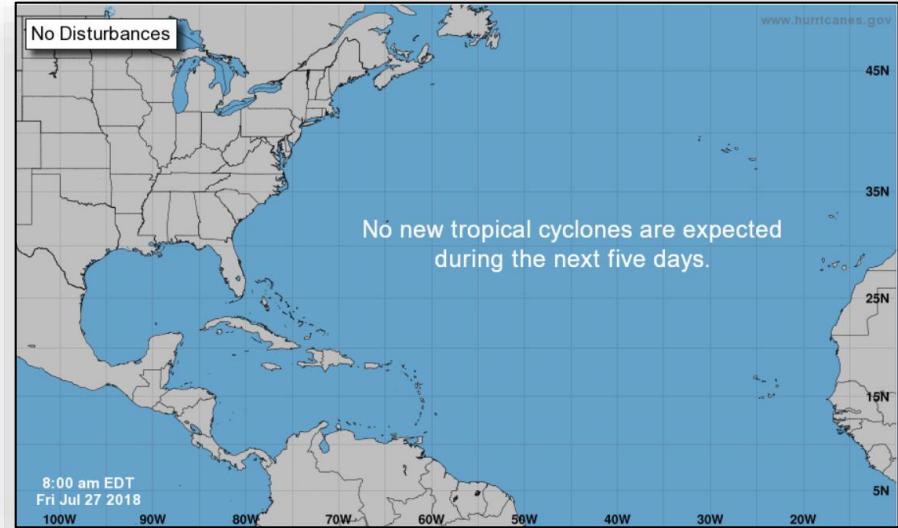 No Disturbances
www.hurricanes.gov
45N
35N
No new tropical cyclones are expected
during the next five days.
25N
15N
8:00 am EDT
Fri Jul 27 2018
5N
100W 90W 80W 70W 60W 50W 40W 30W 20W